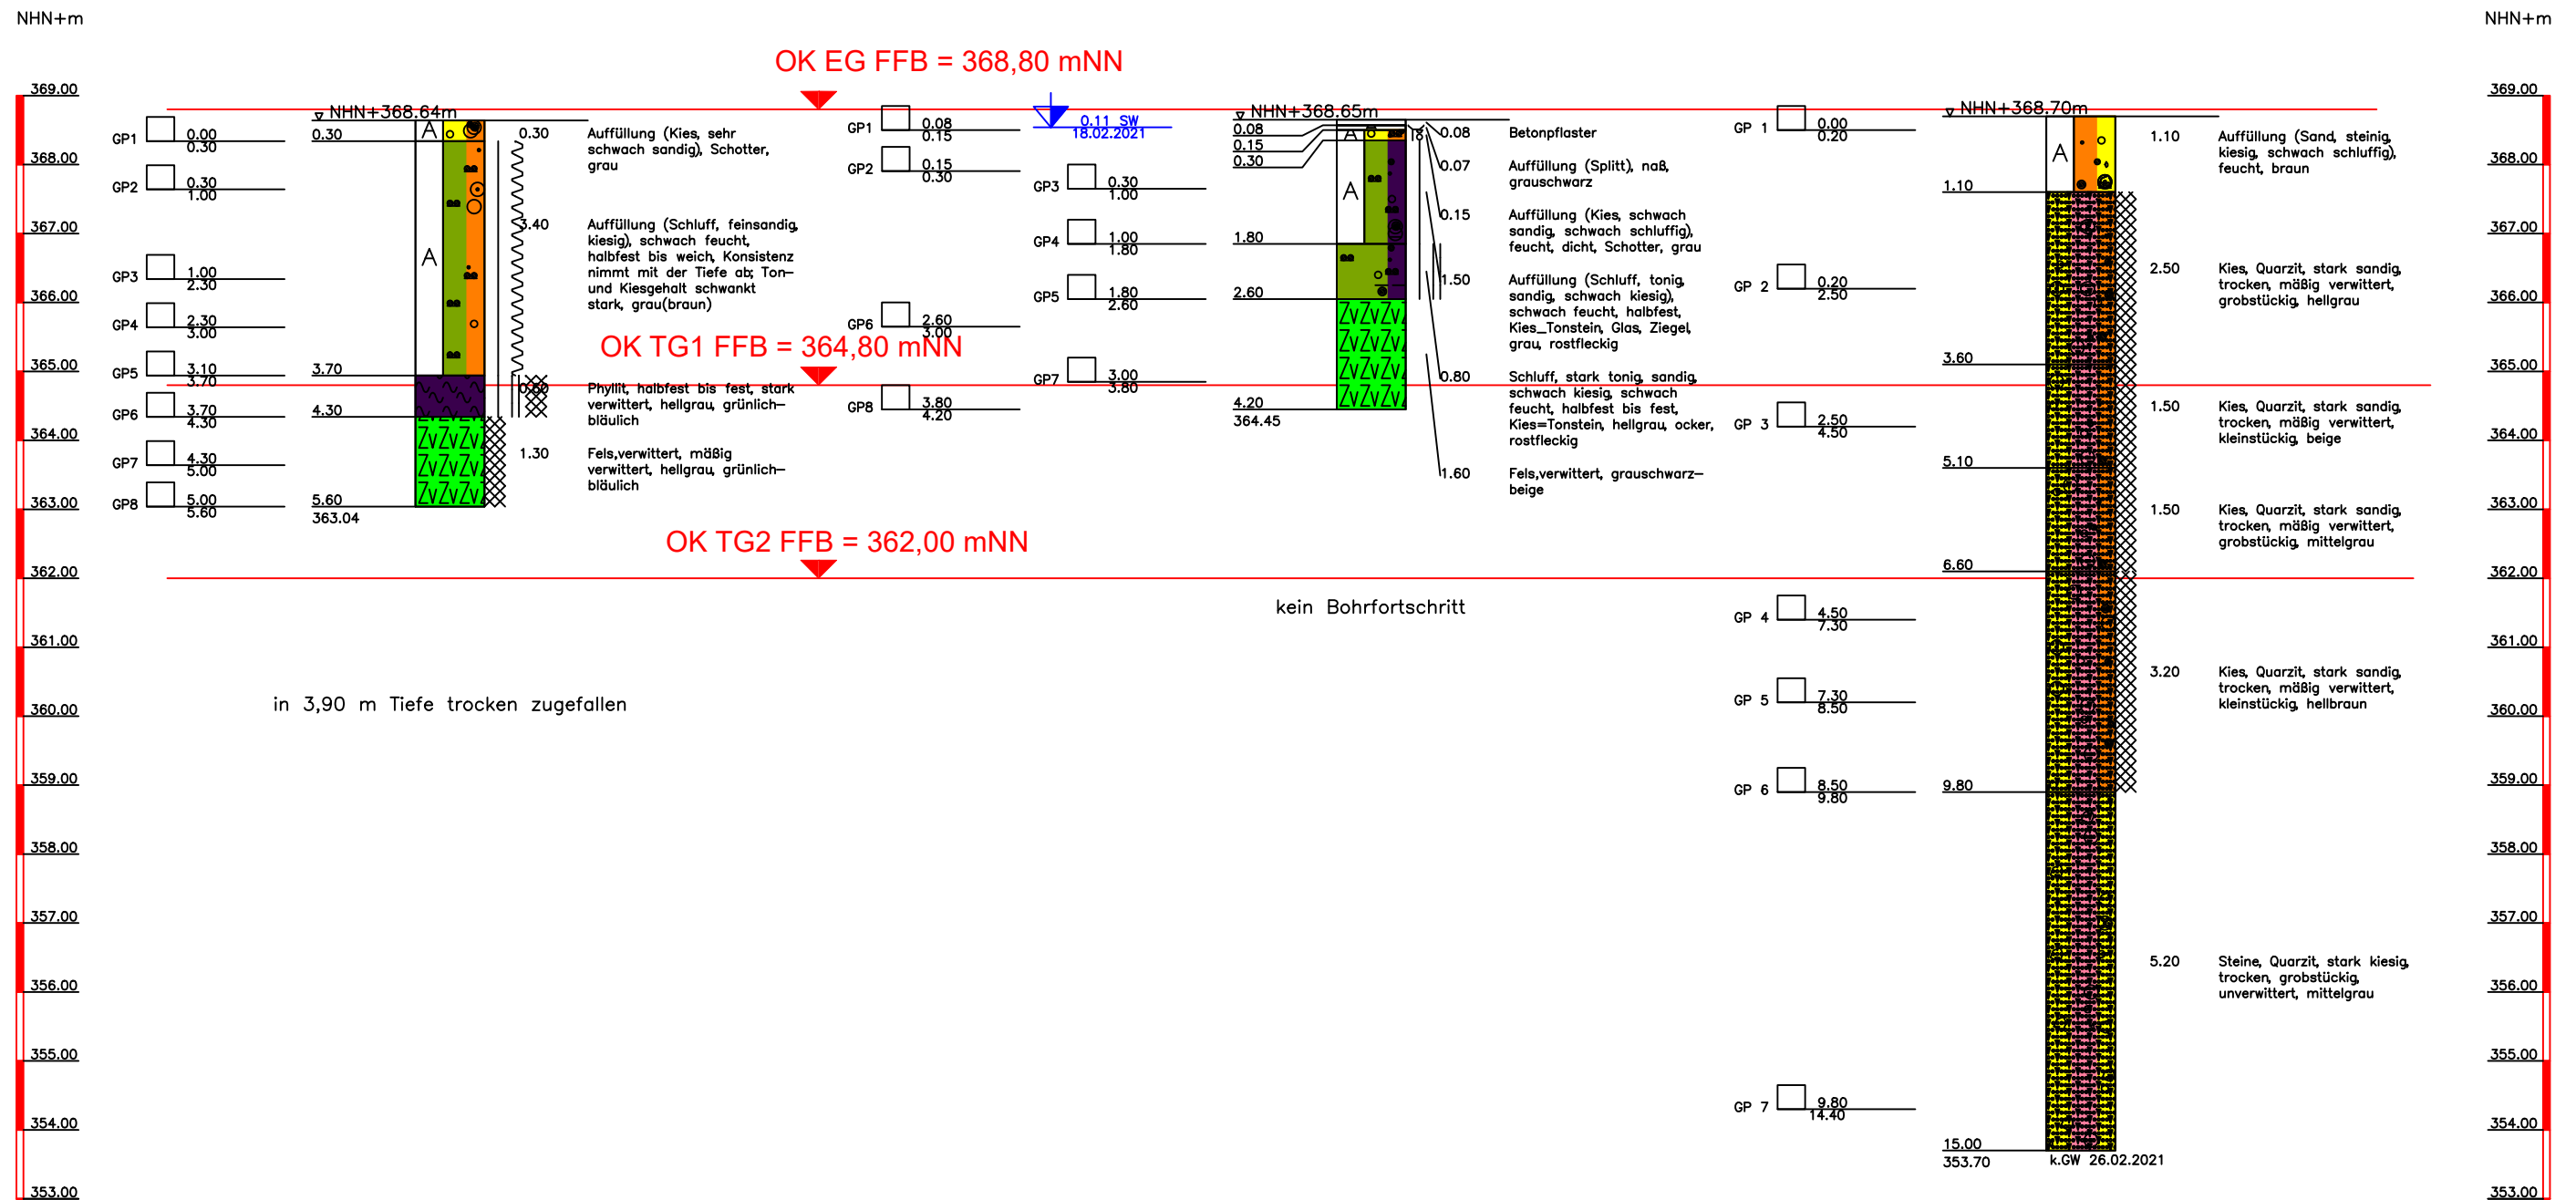 NHN+m
NHN+m
OK EG FFB = 368,80 mNN
OK TG1 FFB = 364,80 mNN
OK TG2 FFB = 362,00 mNN
369.00
368.00
367.00
366.00
365.00
364.00
363.00
362.00
361.00
360.00
359.00
358.00
357.00
356.00
355.00
354.00
353.00
GP1 0.00
0.30
GP2 0.30
1.00
GP3 1.00
2.30
GP4 2.30
3.00
GP5 3.10
3.70
GP6 3.70
4.30
GP7 4.30
5.00
GP8 5.00
5.60
NHN+368.64m
0.30
3.70
4.30
5.60
363.04
A
A
0.30
Auffüllung (Kies, sehr
schwach sandig), Schotter,
grau
3.40
Auffüllung (Schluff, feinsandig,
kiesig), schwach feucht,
halbfest bis weich, Konsistenz
nimmt mit der Tiefe ab; Ton-
und Kiesgehalt schwankt
stark, grau(braun)
0.60
Phyllit, halbfest bis fest, stark
verwittert, hellgrau, grünlich-
bläulich
1.30
Fels,verwittert, mäßig
verwittert, hellgrau, grünlich-
bläulich
in 3,90 m Tiefe trocken zugefallen
GP1 0.08
0.15
GP2 0.15
0.30
GP3 0.30
1.00
GP4 1.00
1.80
GP5 1.80
2.60
GP6 2.60
3.00
GP7 3.00
3.80
GP8 3.80
4.20
0.11 SW
18.02.2021
NHN+368.65m
0.08
0.15
0.30
1.80
2.60
4.20
364.45
A
A
0.08
Betonpflaster
0.07
Auffüllung (Splitt), naß,
grauschwarz
0.15
Auffüllung (Kies, schwach
sandig, schwach schluffig),
feucht, dicht, Schotter, grau
1.50
Auffüllung (Schluff, tonig,
sandig, schwach kiesig),
schwach feucht, halbfest,
Kies_Tonstein, Glas, Ziegel,
grau, rostfleckig
0.80
Schluff, stark tonig, sandig,
schwach kiesig, schwach
feucht, halbfest bis fest,
Kies=Tonstein, hellgrau, ocker,
rostfleckig
1.60
Fels,verwittert, grauschwarz-
beige
kein Bohrfortschritt
GP 1 0.00
0.20
GP 2 0.20
2.50
GP 3 2.50
4.50
GP 4 4.50
7.30
GP 5 7.30
8.50
GP 6 8.50
9.80
GP 7 9.80
14.40
NHN+368.70m
1.10
3.60
5.10
6.60
9.80
15.00
353.70
A
k.GW 26.02.2021
1.10
Auffüllung (Sand, steinig,
kiesig, schwach schluffig),
feucht, braun
2.50
Kies, Quarzit, stark sandig,
trocken, mäßig verwittert,
grobstückig, hellgrau
1.50
Kies, Quarzit, stark sandig,
trocken, mäßig verwittert,
kleinstückig, beige
1.50
Kies, Quarzit, stark sandig,
trocken, mäßig verwittert,
grobstückig, mittelgrau
3.20
Kies, Quarzit, stark sandig,
trocken, mäßig verwittert,
kleinstückig, hellbraun
5.20
Steine, Quarzit, stark kiesig,
trocken, grobstückig,
unverwittert, mittelgrau
369.00
368.00
367.00
366.00
365.00
364.00
363.00
362.00
361.00
360.00
359.00
358.00
357.00
356.00
355.00
354.00
353.00